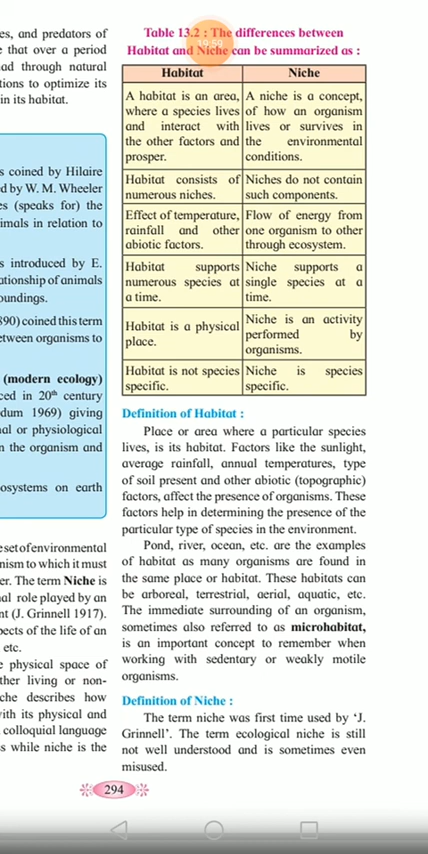 es, and predators of
e that over a period
ad through natural
tions to optimize its
in its habitat.
s coined by Hilaire
ed by W. M. Wheeler
es (speaks for) the
imals in relation to
s introduced by E.
ationship of animals
oundings.
890) coined this term
etween organisms to
(modern ecology)
ced in 20th century
dum 1969) giving
al or physiological
n the organism and
osystems on earth
e set of environmental
nism to which it must
er. The term Niche is
al role played by an
nt (J. Grinnell 1917).
pects of the life of an
etc.
e physical space of
ther living or non-
che describes how
vith its physical and
colloquial language
s while niche is the
Table 13.2 : The differences between
Habitat and Niche can be summarized as :
Habitat
Niche
A habitat is an area,
where a species lives
and interact with
the other factors and
prosper.
A niche is a concept,
of how an organism
lives or survives in
the environmental
conditions.
Habitat consists of
numerous niches.
Niches do not contain
such components.
Effect of temperature,
rainfall and other
abiotic factors.
Flow of energy from
one organism to other
through ecosystem.
Habitat supports
numerous species at
a time.
Niche supports a
single species at a
time.
Habitat is a physical
place.
Niche is an activity
performed by
organisms.
Habitat is not species
specific.
Niche is species
specific.
Definition of Habitat :
Place or area where a particular species
lives, is its habitat. Factors like the sunlight,
average rainfall, annual temperatures, type
of soil present and other abiotic (topographic)
factors, affect the presence of organisms. These
factors help in determining the presence of the
particular type of species in the environment.
Pond, river, ocean, etc. are the examples
of habitat as many organisms are found in
the same place or habitat. These habitats can
be arboreal, terrestrial, aerial, aquatic, etc.
The immediate surrounding of an organism,
sometimes also referred to as microhabitat,
is an important concept to remember when
working with sedentary or weakly motile
organisms.
Definition of Niche :
The term niche was first time used by ‘J.
Grinnell’. The term ecological niche is still
not well understood and is sometimes even
misused.
294